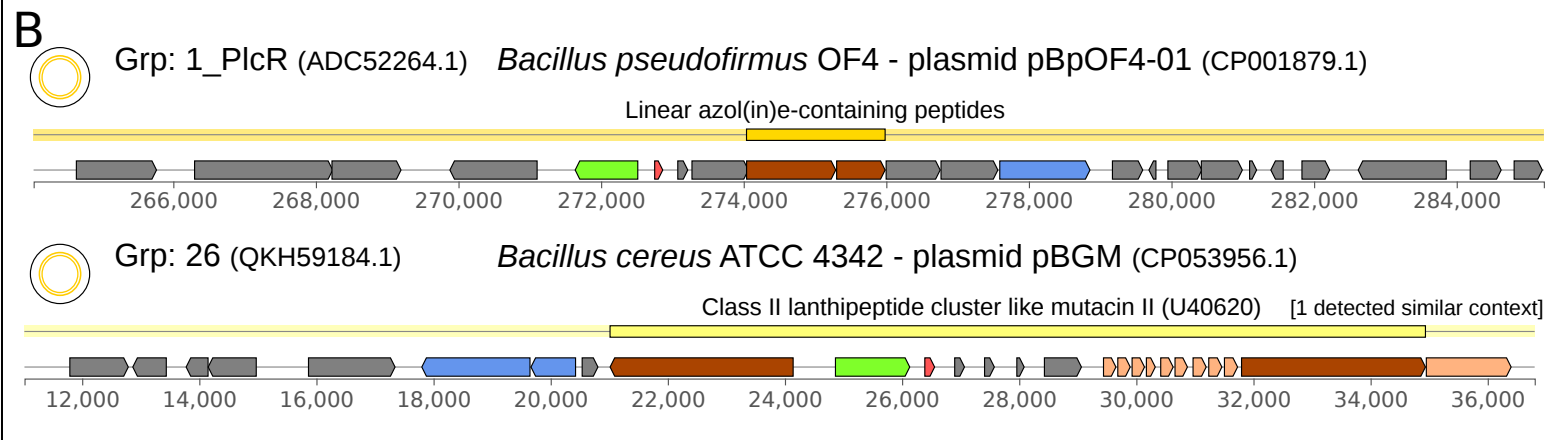 B
Grp: 1_PlcR (ADC52264.1) Bacillus pseudofirmus OF4 - plasmid pBpOF4-01 (CP001879.1)
Linear azol(in)e-containing peptides
266,000 268,000 270,000 272,000 274,000 276,000 278,000 280,000 282,000 284,000
Grp: 26 (QKH59184.1) Bacillus cereus ATCC 4342 - plasmid pBGM (CP053956.1)
Class II lanthipeptide cluster like mutacin II (U40620) [1 detected similar context]
12,000 14,000 16,000 18,000 20,000 22,000 24,000 26,000 28,000 30,000 32,000 34,000 36,000